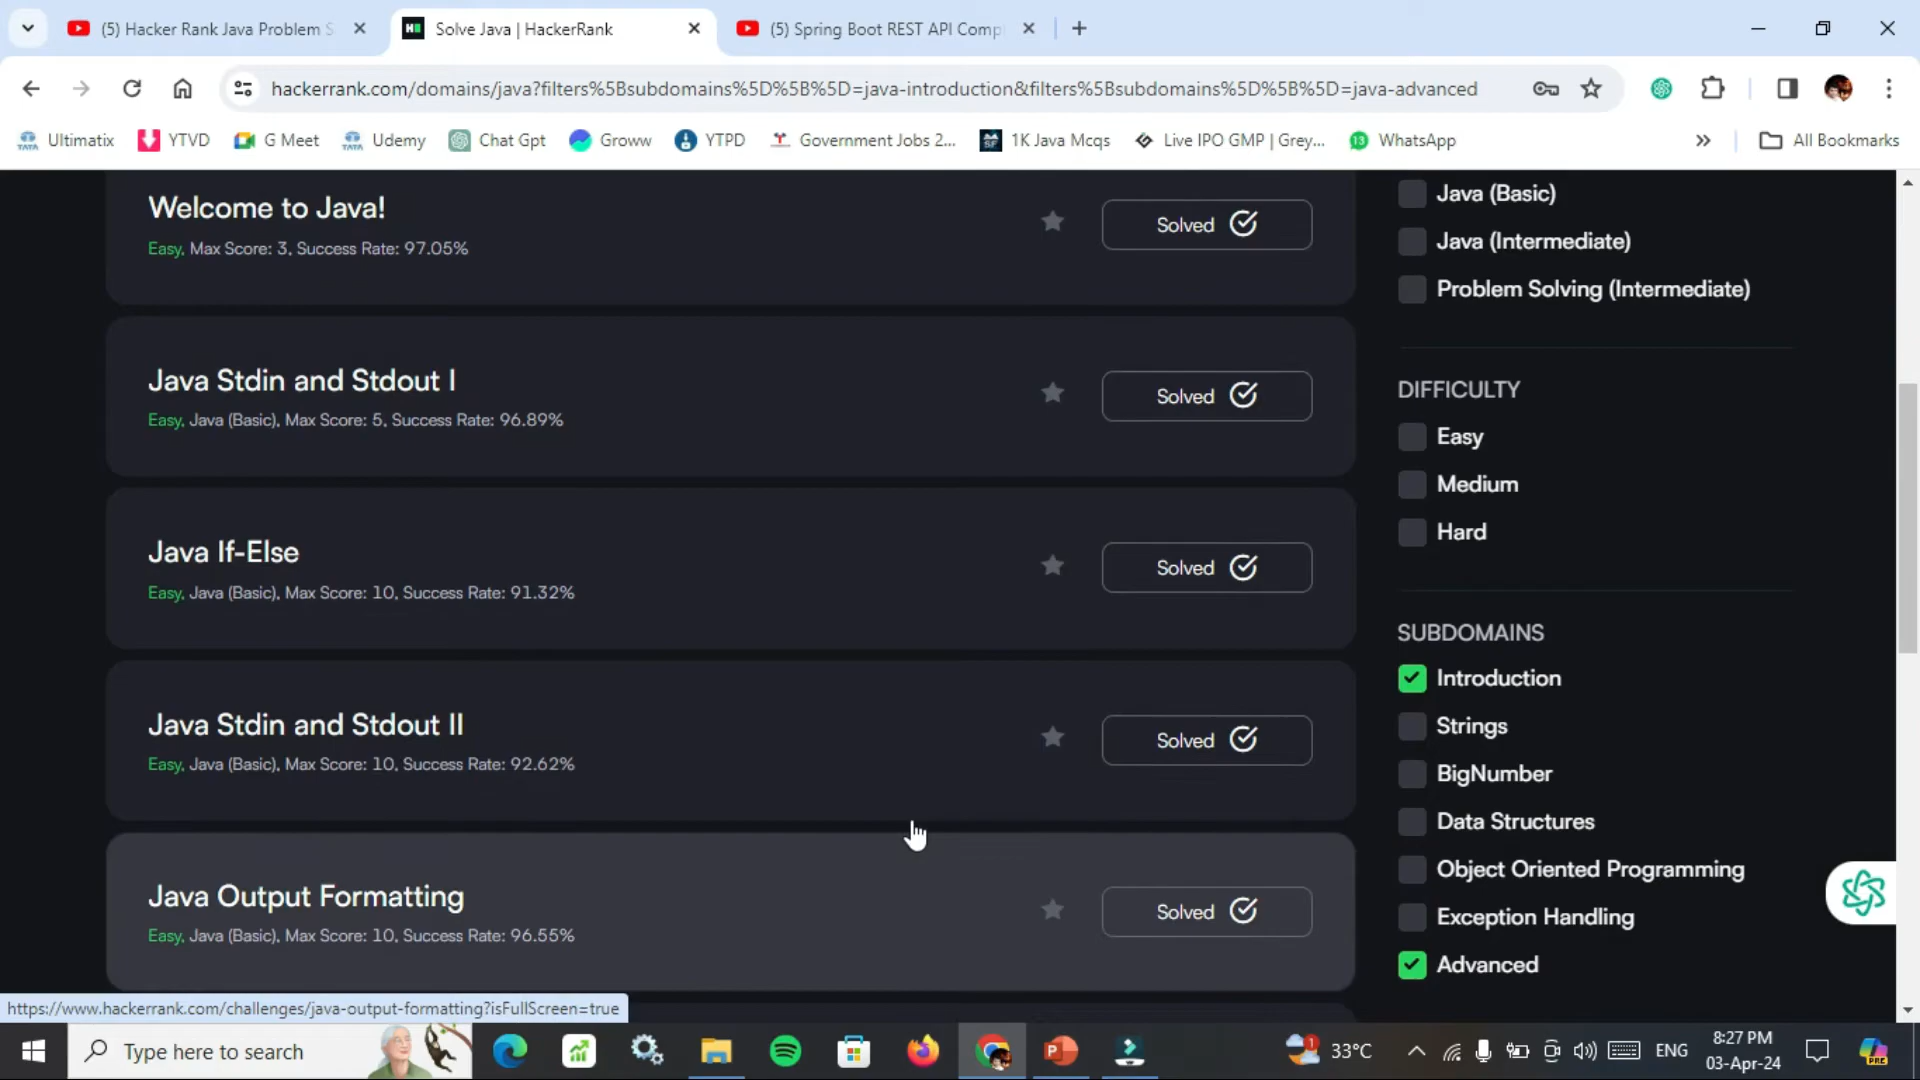 (5) Hacker Rank Java Problem S
Solve Java | HackerRank
(5) Spring Boot REST API Comp
hackerrank.com/domains/java?filters%5Bsubdomains%5D%5B%5D=java-introduction&filters%5Bsubdomains%5D%5B%5D=java-advanced
TATA Ultimatix YTVD G Meet TATA Udemy Chat Gpt Groww YTPD Government Jobs 2... 1K Java Mcqs Live IPO GMP | Grey... 13 WhatsApp » All Bookmarks
Welcome to Java!
Easy, Max Score: 3, Success Rate: 97.05%
Solved
Java Stdin and Stdout I
Easy, Java (Basic), Max Score: 5, Success Rate: 96.89%
Solved
Java If-Else
Easy, Java (Basic), Max Score: 10, Success Rate: 91.32%
Solved
Java Stdin and Stdout II
Easy, Java (Basic), Max Score: 10, Success Rate: 92.62%
Solved
Java Output Formatting
Easy, Java (Basic), Max Score: 10, Success Rate: 96.55%
Solved
Java (Basic)
Java (Intermediate)
Problem Solving (Intermediate)
DIFFICULTY
Easy
Medium
Hard
SUBDOMAINS
Introduction
Strings
BigNumber
Data Structures
Object Oriented Programming
Exception Handling
Advanced
https://www.hackerrank.com/challenges/java-output-formatting?isFullScreen=true
Type here to search
1 33°C
ENG
8:27 PM
03-Apr-24
PRE